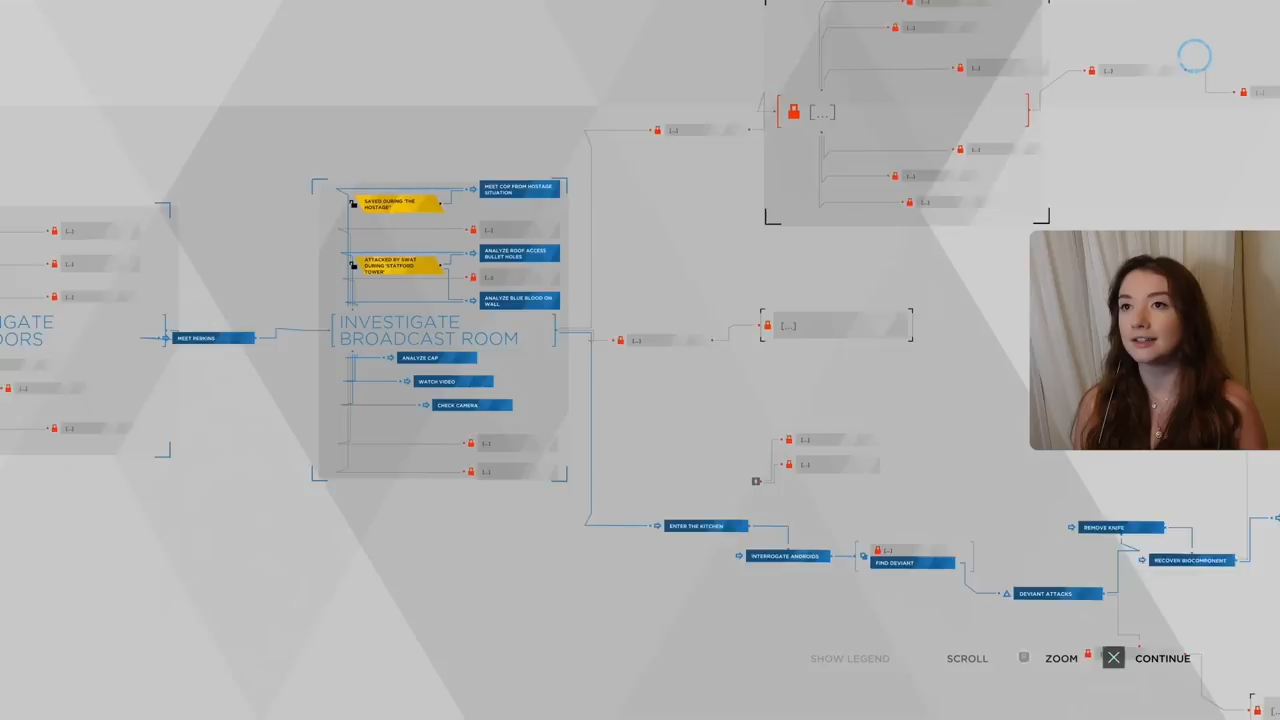 [...]
[...]
[...]
[...]
[...]
[...]
[...]
MEET COP FROM HOSTAGE
SITUATION
SAVED DURING "THE
HOSTAGE"
[...]
[...]
[...]
[...]
[...]
[...]
ANALYZE ROOF ACCESS
BULLET HOLES
ATTACKED BY SWAT
DURING "STATFORD
TOWER"
[...]
[...]
ANALYZE BLUE BLOOD ON
WALL
IGATE
ORS
MEET PERKINS
INVESTIGATE
BROADCAST ROOM
[...]
[...]
ANALYZE CAP
WATCH VIDEO
CHECK CAMERA
[...]
[...]
[...]
[...]
[...]
[...]
ENTER THE KITCHEN
REMOVE KNIFE
INTERROGATE ANDROIDS
[...]
FIND DEVIANT
RECOVER BIOCOMPONENT
DEVIANT ATTACKS
SHOW LEGEND
SCROLL
ZOOM
CONTINUE